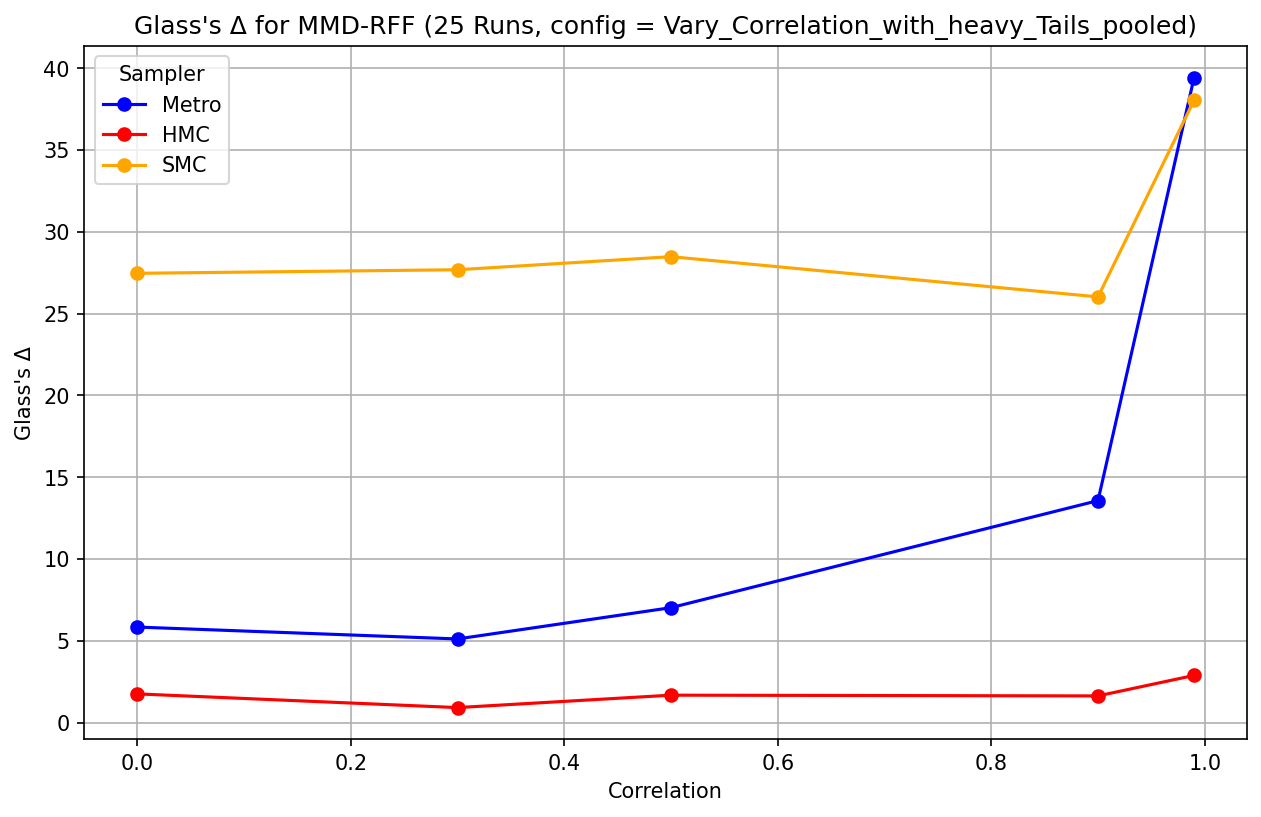 Glass's Δ for MMD-RFF (25 Runs, config = Vary_Correlation_with_heavy_Tails_pooled)
Sampler
Metro
HMC
SMC
Glass's Δ
40
35
30
25
20
15
10
5
0
0.0 0.2 0.4 0.6 0.8 1.0
Correlation